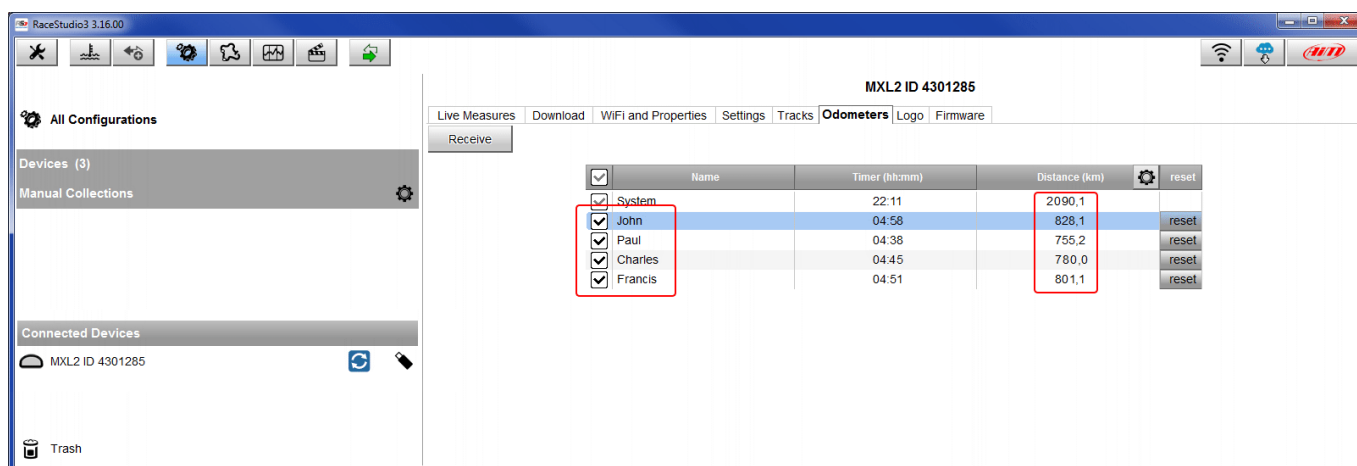 RaceStudio3 3.16.00
AiM
MXL2 ID 4301285
All Configurations
Live Measures Download WiFi and Properties Settings Tracks Odometers Logo Firmware
Receive
Devices (3)
Manual Collections
Name Timer (hh:mm) Distance (km) reset
System 22:11 2090,1
John 04:58 828,1 reset
Paul 04:38 755,2 reset
Charles 04:45 780,0 reset
Francis 04:51 801,1 reset
Connected Devices
MXL2 ID 4301285
Trash